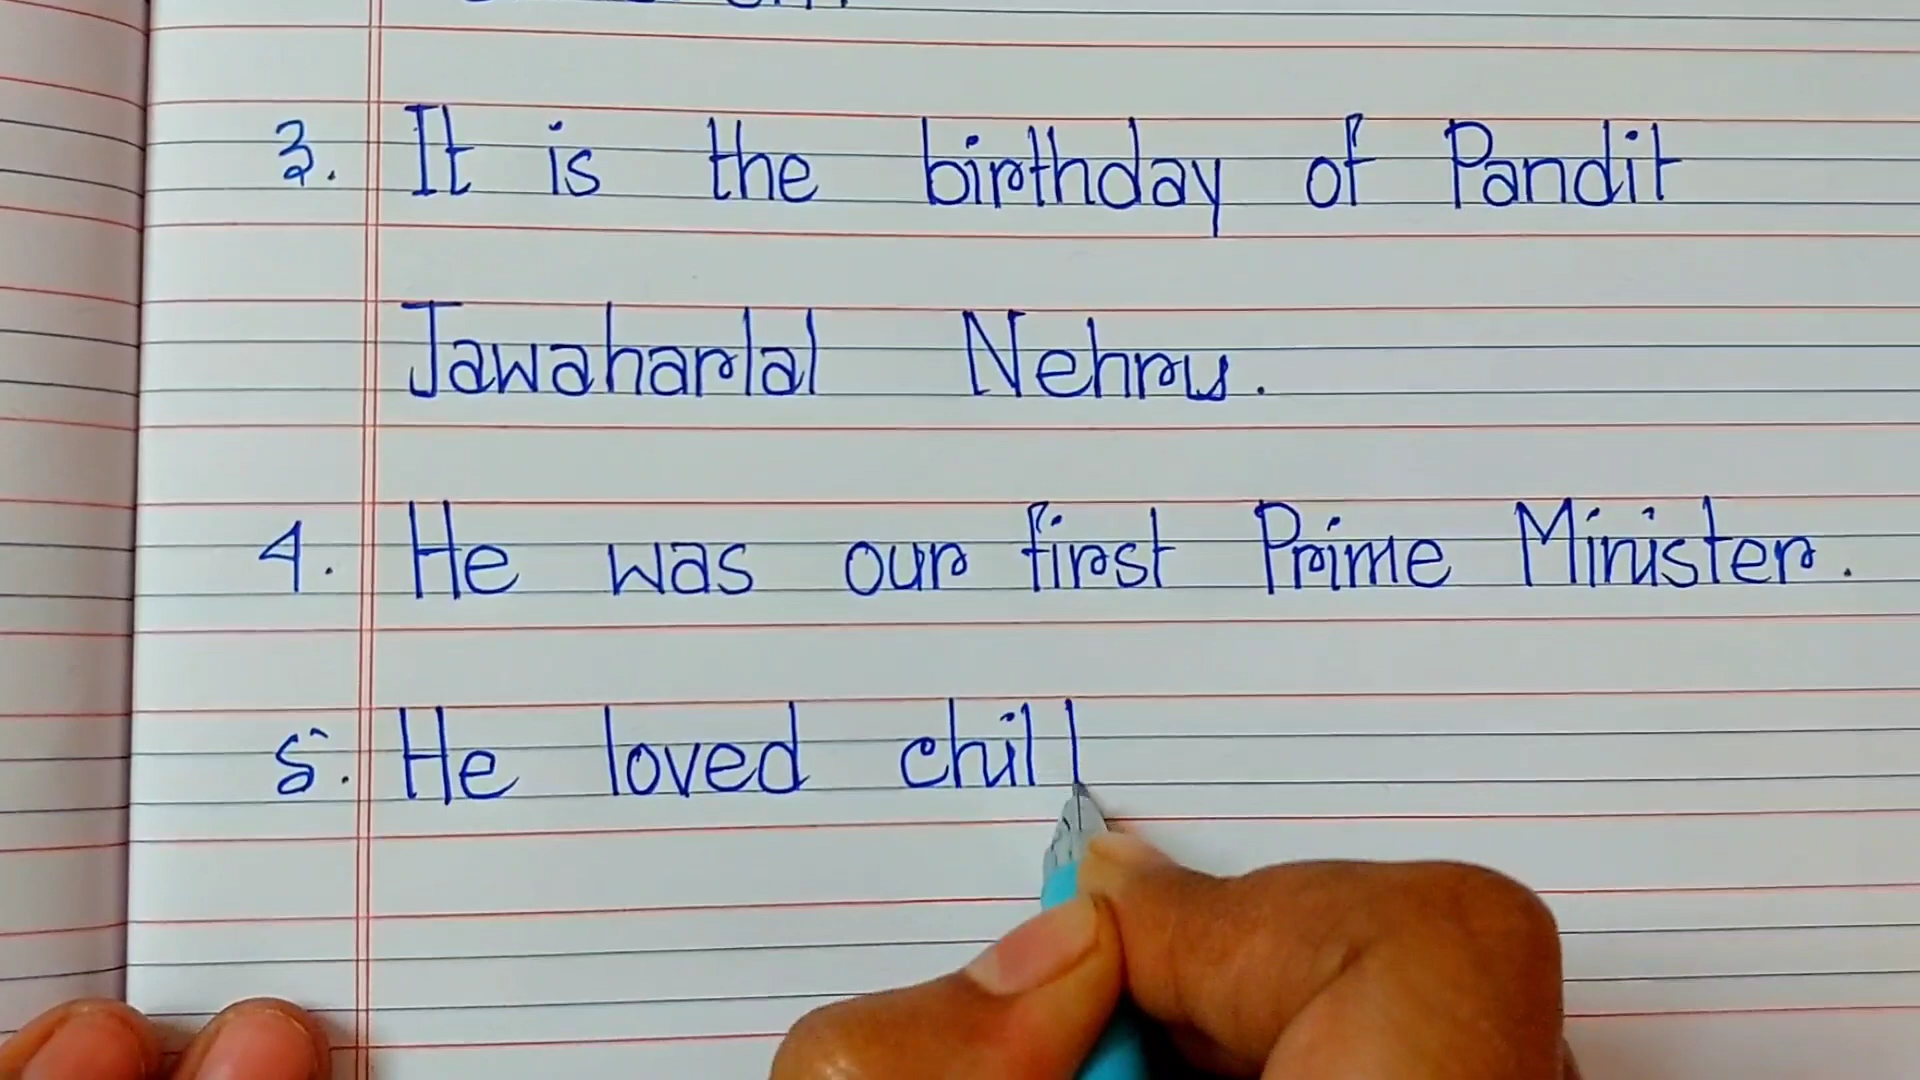 3. It is the birthday of Pandit
Jawaharlal Nehru.
4. He was our first Prime Minister.
5. He loved chil